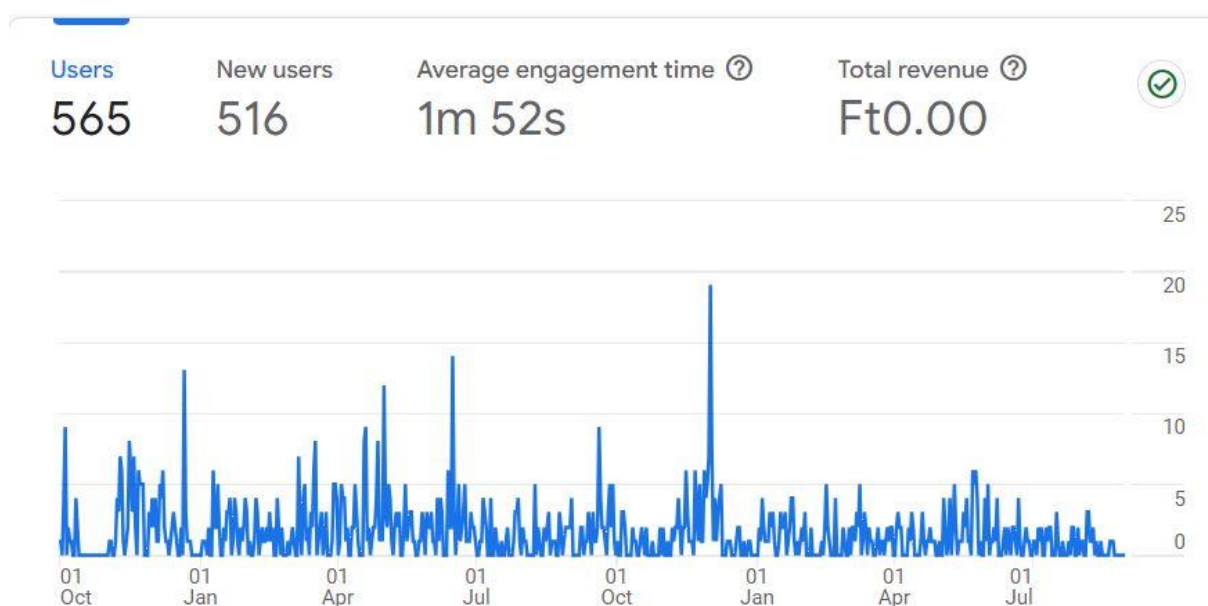 Users New users Average engagement time Total revenue
565 516 1m 52s Ft0.00
25
20
15
10
5
0
01 01 01 01 01 01 01 01
Oct Jan Apr Jul Oct Jan Apr Jul